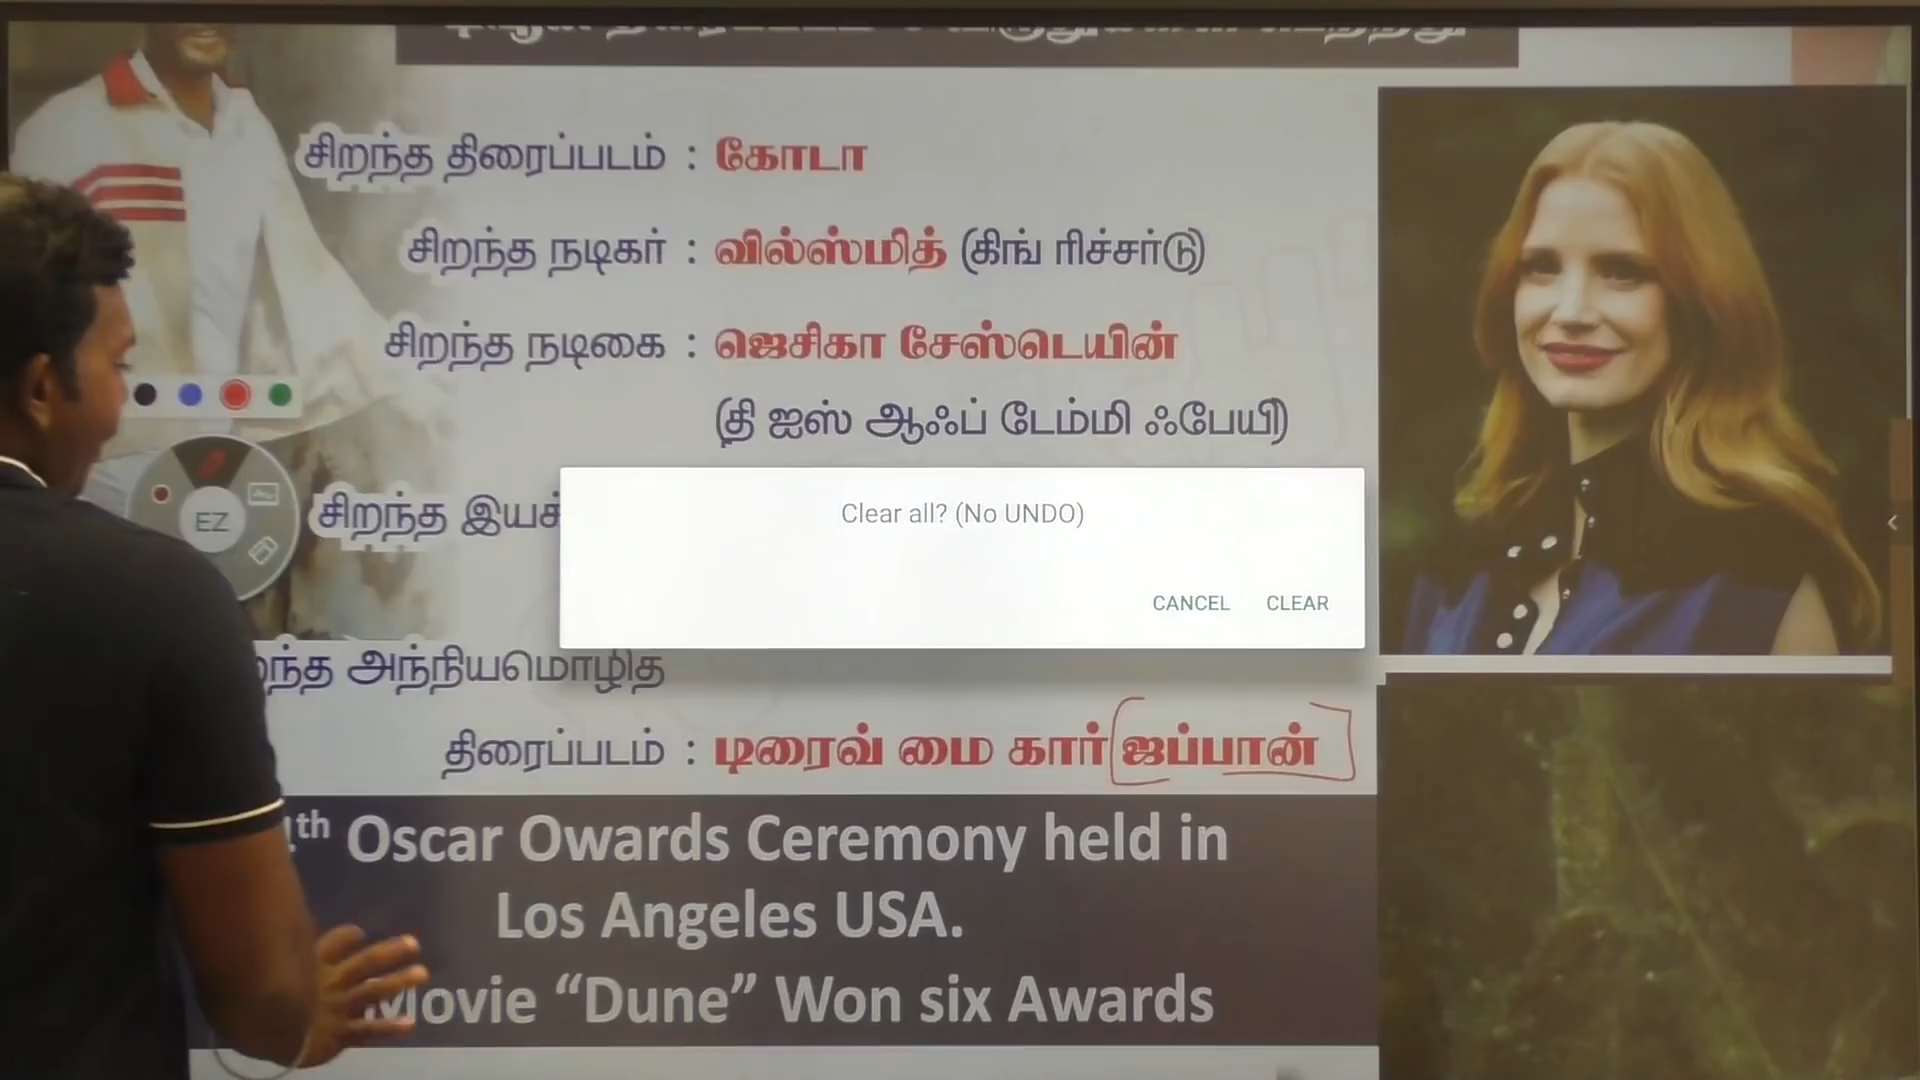 சிறந்த திரைப்படம் : கோடா
சிறந்த நடிகர் : வில்ஸ்மித் (கிங் ரிச்சர்டு)
சிறந்த நடிகை : ஜெசிகா சேஸ்டெயின்
(தி ஐஸ் ஆஃப் டேம்மி ஃபேயி)
EZ
சிறந்த
Clear all? (No UNDO)
CANCEL CLEAR
அந்நியமொழித
திரைப்படம் : டிரைவ் மை கார் ஜப்பான்
th Oscar Owards Ceremony held in
Los Angeles USA.
Movie “Dune” Won six Awards